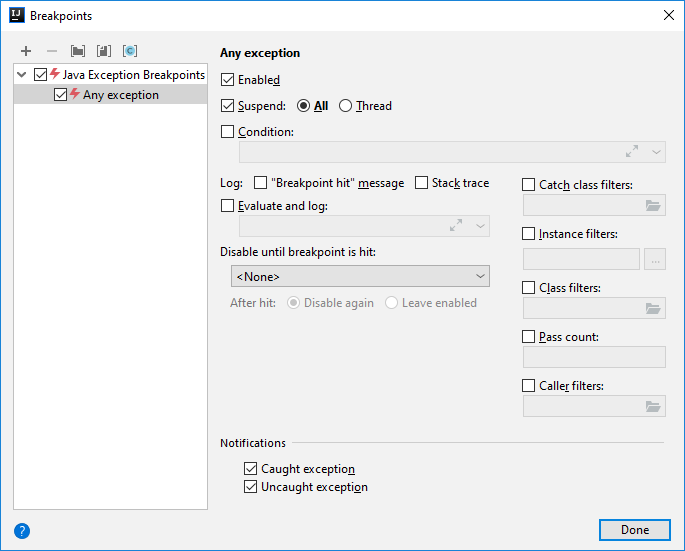 IJ Breakpoints
Java Exception Breakpoints
Any exception
Any exception
Enabled
Suspend: All Thread
Condition:
Log: "Breakpoint hit" message Stack trace
Evaluate and log:
Disable until breakpoint is hit:
<None>
After hit: Disable again Leave enabled
Catch class filters:
Instance filters:
...
Class filters:
Pass count:
Caller filters:
Notifications
Caught exception
Uncaught exception
? Done